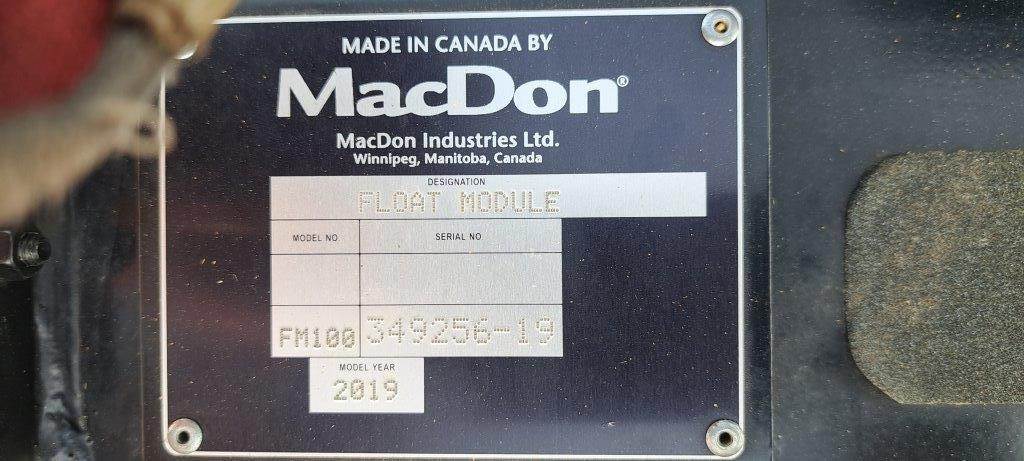 MADE IN CANADA BY
MacDon®
MacDon Industries Ltd.
Winnipeg, Manitoba, Canada
DESIGNATION
FLOAT MODULE
MODEL NO SERIAL NO
FM100 349256-19
MODEL YEAR
2019